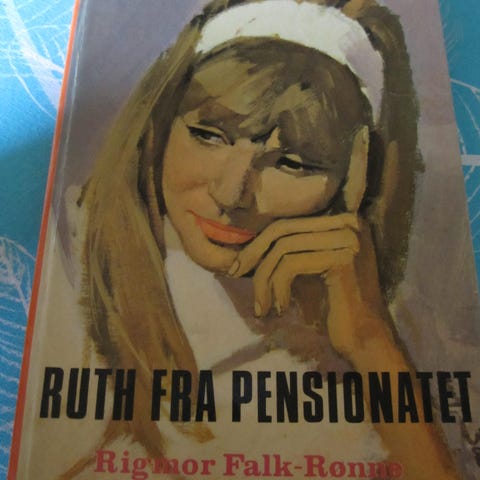 RUTH FRA PENSIONATET
Rigmor Falk-Rønne